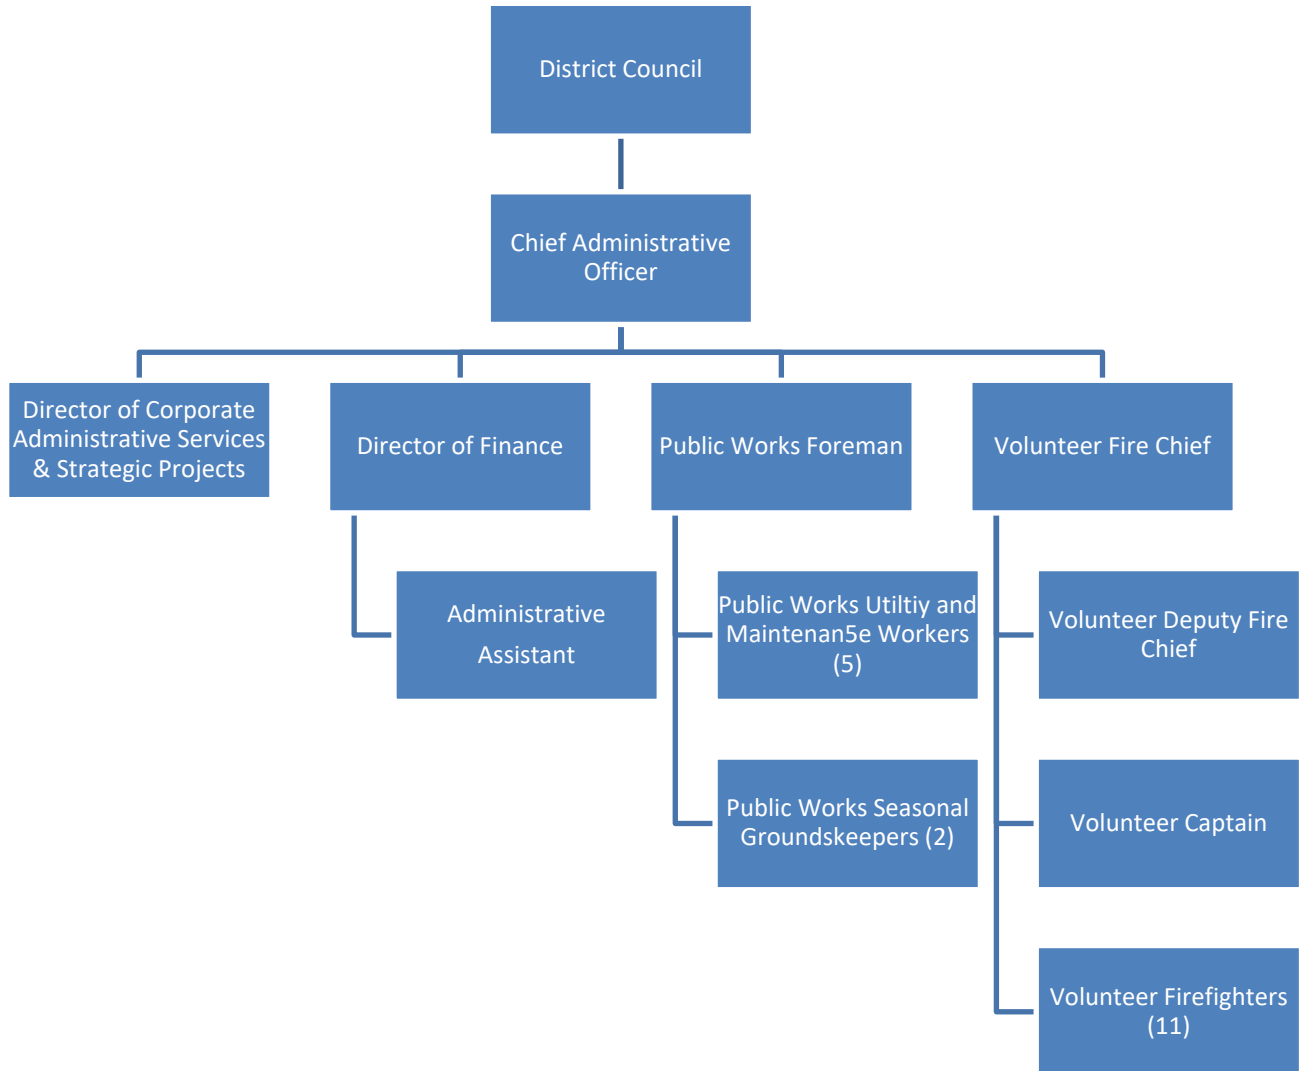 District Council
Chief Administrative
Officer
Director of Corporate
Administrative Services
& Strategic Projects
Director of Finance
Public Works Foreman
Volunteer Fire Chief
Administrative
Assistant
Public Works Utiltiy and
Maintenan5e Workers
(5)
Volunteer Deputy Fire
Chief
Public Works Seasonal
Groundskeepers (2)
Volunteer Captain
Volunteer Firefighters
(11)